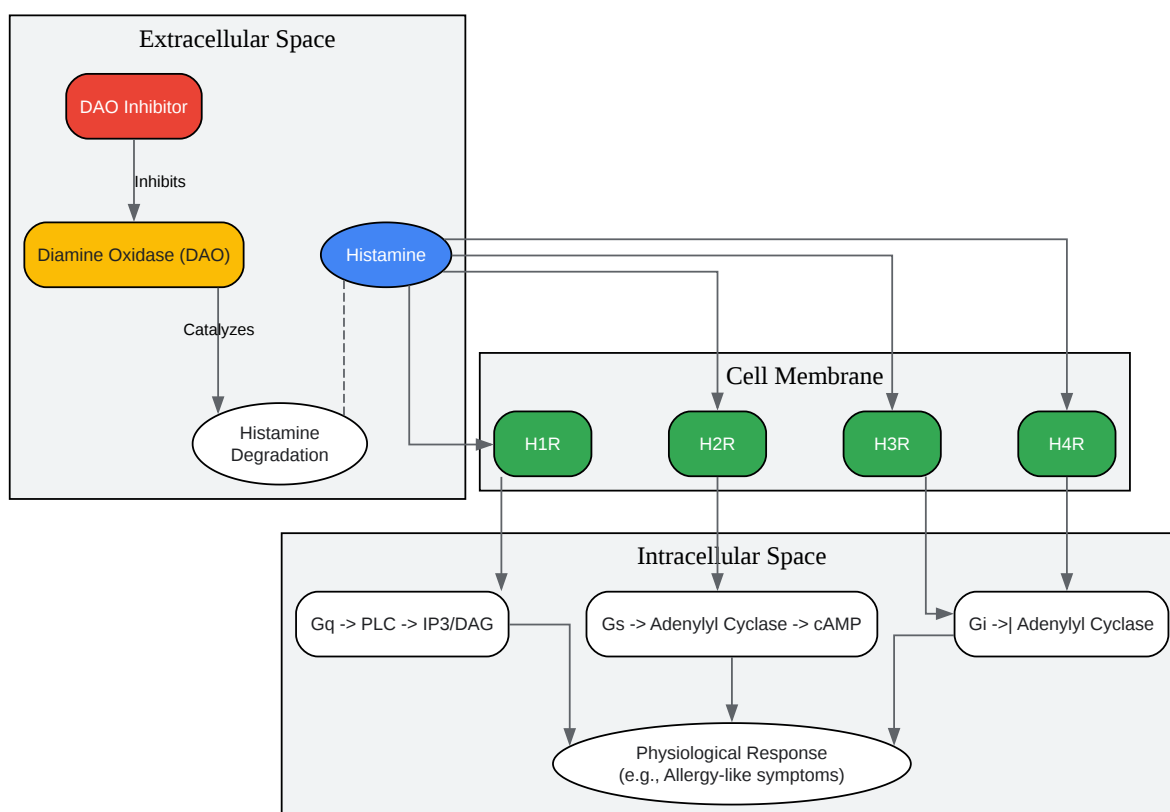 Extracellular Space
DAO Inhibitor
Inhibits
Diamine Oxidase (DAO)
Histamine
Catalyzes
Histamine
Degradation
Cell Membrane
H1R
H2R
H3R
H4R
Intracellular Space
Gq -> PLC -> IP3/DAG
Gs -> Adenylyl Cyclase -> cAMP
Gi ->| Adenylyl Cyclase
Physiological Response
(e.g., Allergy-like symptoms)